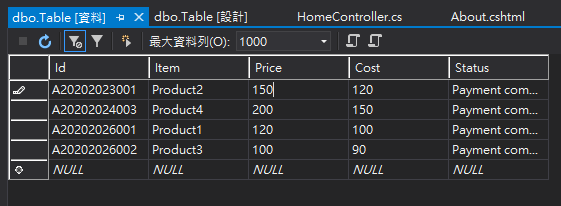 dbo.Table [資料] dbo.Table [設計] HomeController.cs About.cshtml
最大資料列(O): 1000
Id Item Price Cost Status
A20202023001 Product2 150 120 Payment com...
A20202024003 Product4 200 150 Payment com...
A20202026001 Product1 120 100 Payment com...
A20202026002 Product3 100 90 Payment com...
NULL NULL NULL NULL NULL